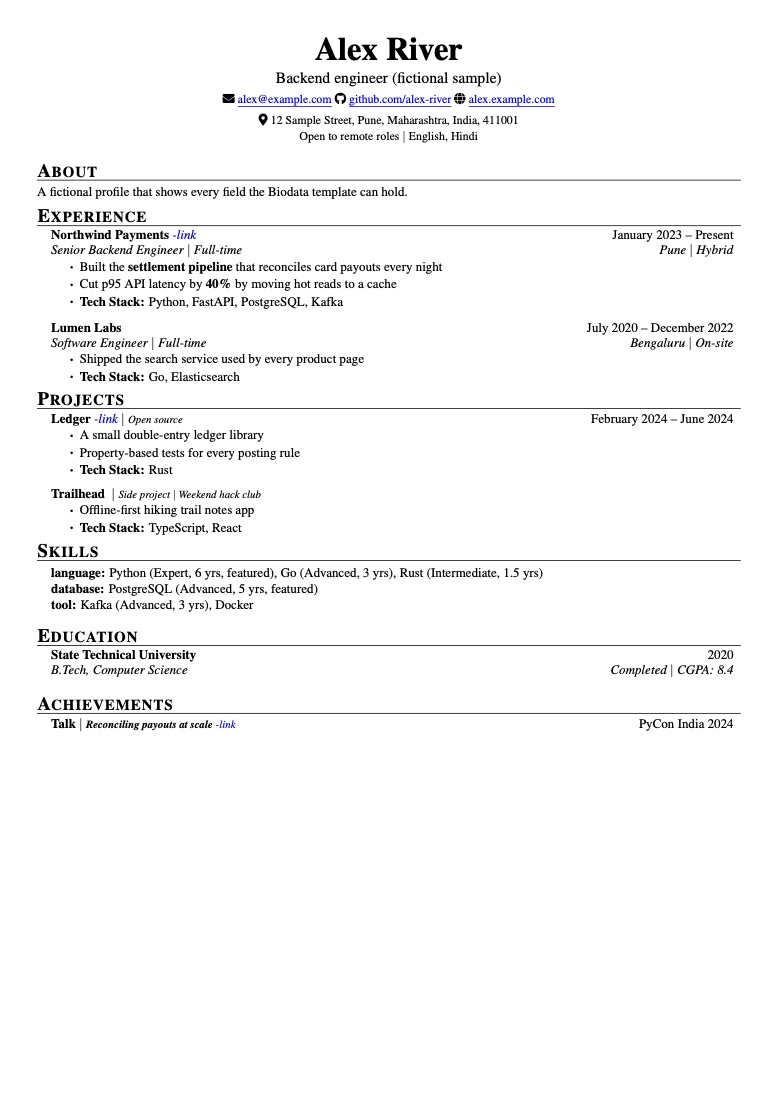 Alex River
Backend engineer (fictional sample)
alex@example.com github.com/alex-river alex.example.com
12 Sample Street, Pune, Maharashtra, India, 411001
Open to remote roles | English, Hindi
ABOUT
A fictional profile that shows every field the Biodata template can hold.
EXPERIENCE
Northwind Payments -link January 2023 – Present
Senior Backend Engineer | Full-time Pune | Hybrid
• Built the settlement pipeline that reconciles card payouts every night
• Cut p95 API latency by 40% by moving hot reads to a cache
• Tech Stack: Python, FastAPI, PostgreSQL, Kafka
Lumen Labs July 2020 – December 2022
Software Engineer | Full-time Bengaluru | On-site
• Shipped the search service used by every product page
• Tech Stack: Go, Elasticsearch
PROJECTS
Ledger -link | Open source February 2024 – June 2024
• A small double-entry ledger library
• Property-based tests for every posting rule
• Tech Stack: Rust
Trailhead | Side project | Weekend hack club
• Offline-first hiking trail notes app
• Tech Stack: TypeScript, React
SKILLS
language: Python (Expert, 6 yrs, featured), Go (Advanced, 3 yrs), Rust (Intermediate, 1.5 yrs)
database: PostgreSQL (Advanced, 5 yrs, featured)
tool: Kafka (Advanced, 3 yrs), Docker
EDUCATION
State Technical University 2020
B.Tech, Computer Science Completed | CGPA: 8.4
ACHIEVEMENTS
Talk | Reconciling payouts at scale -link PyCon India 2024